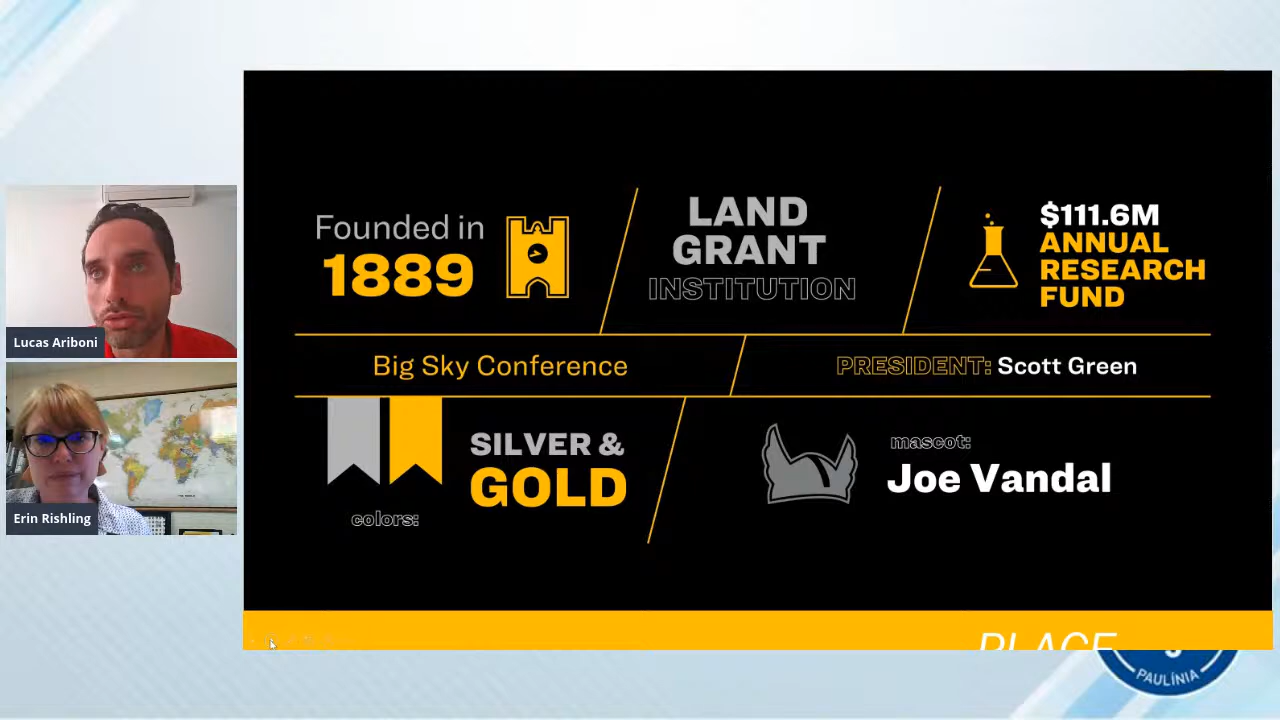 Lucas Ariboni
Erin Rishling
Founded in
1889
LAND
GRANT
INSTITUTION
$111.6M
ANNUAL
RESEARCH
FUND
Big Sky Conference
PRESIDENT: Scott Green
colors:
SILVER &
GOLD
mascot:
Joe Vandal
PLACE
PAULÍNIA